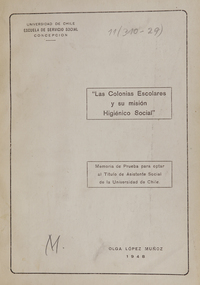 UNIVERSIDAD DE CHILE
ESCUELA DE SERVICIO SOCIAL
CONCEPCION
"Las Colonias Escolares
y su misión
Higiénico Social"
Memoria de Prueba para optar
al Título de Asistente Social
de la Universidad de Chile
M.
OLGA LÓPEZ MUÑOZ
1948